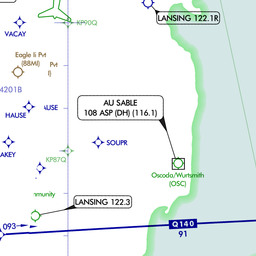 LANSING 122.1R
KP90Q
VACAY
Eagle II Pvt
(88MI)
Pvt
I)
4201B
AU SABLE
108 ASP (DH) (116.1)
HAUSE
AUSE
AKEY
SOUPR
KP87Q
Oscoda/Wurtsmith
(OSC)
mmunity
LANSING 122.3
093
Q140
91